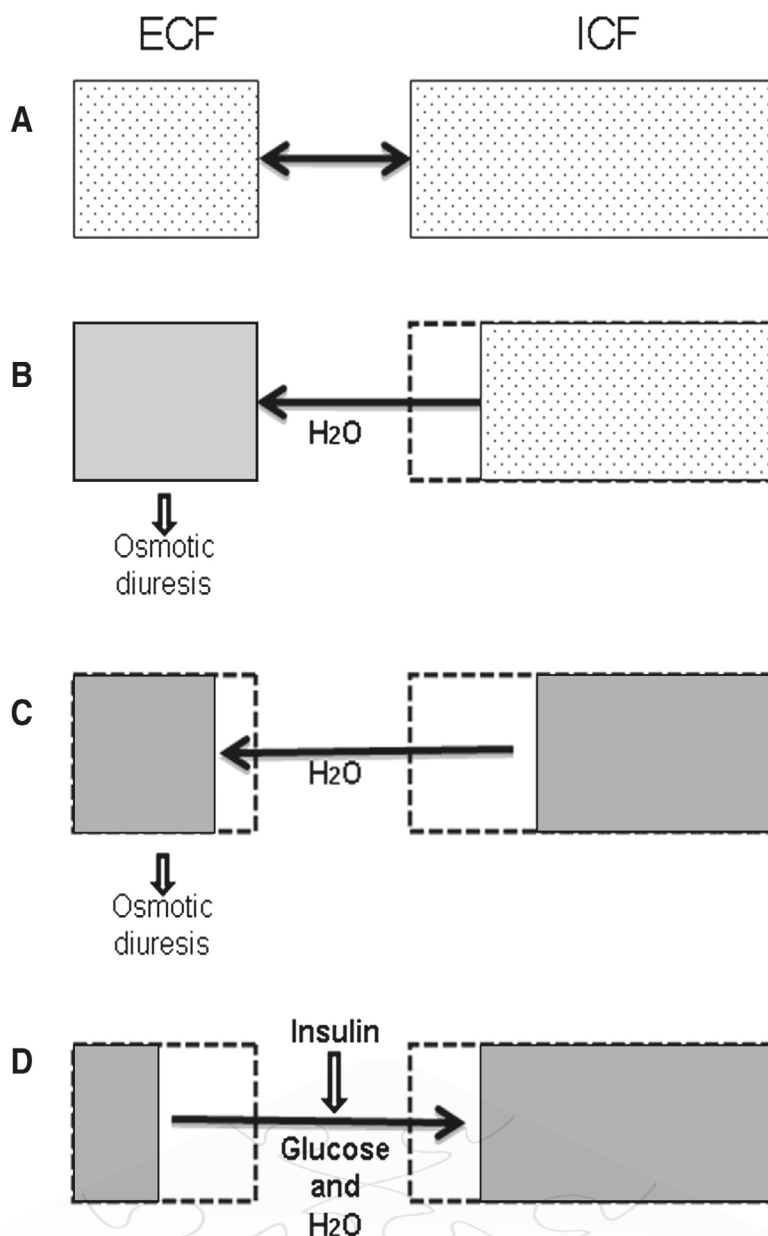 ECF ICF
A
B
H2O
Osmotic
diuresis
C
H2O
Osmotic
diuresis
D
Insulin
Glucose
and
H2O